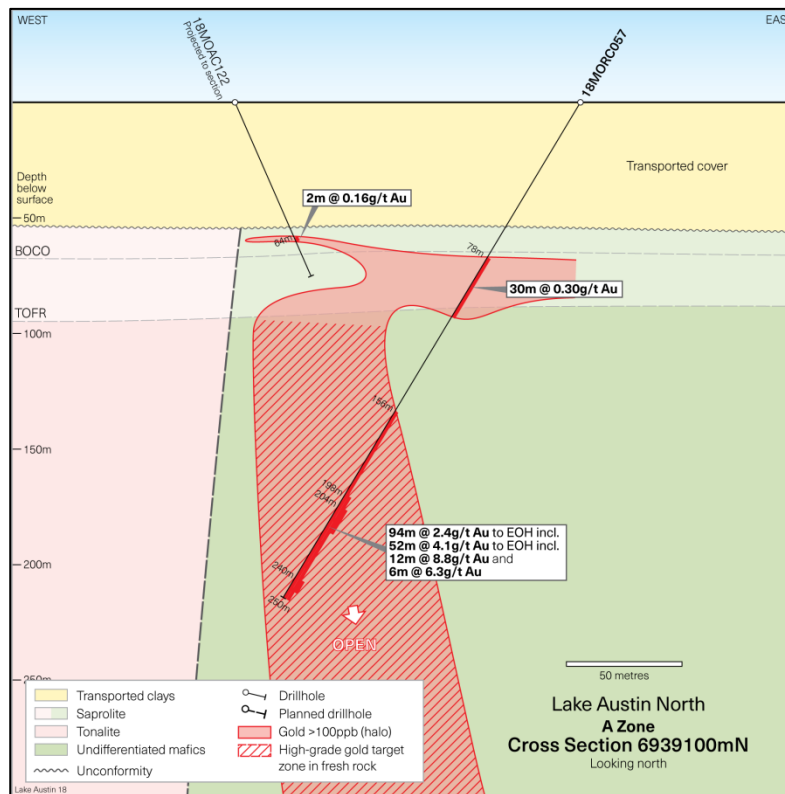 WEST
EAS
18MOAC122
Projected to section
18MORC057
Transported cover
Depth
below
surface
50m
2m @ 0.16g/t Au
64m
78m
BOCO
30m @ 0.30g/t Au
TOFR
100m
156m
150m
198m
204m
94m @ 2.4g/t Au to EOH incl.
52m @ 4.1g/t Au to EOH incl.
12m @ 8.8g/t Au and
6m @ 6.3g/t Au
200m
240m
250m
OPEN
50 metres
250m
Transported clays
Saprolite
Tonalite
Undifferentiated mafics
Unconformity
Drillhole
Planned drillhole
Gold >100ppb (halo)
High-grade gold target
zone in fresh rock
Lake Austin North
A Zone
Cross Section 6939100mN
Looking north
Lake Austin 18